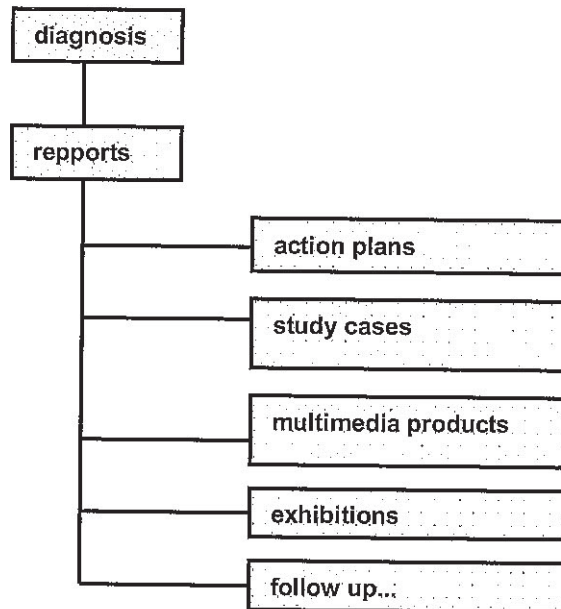 diagnosis
repports
action plans
study cases
multimedia products
exhibitions
follow up...